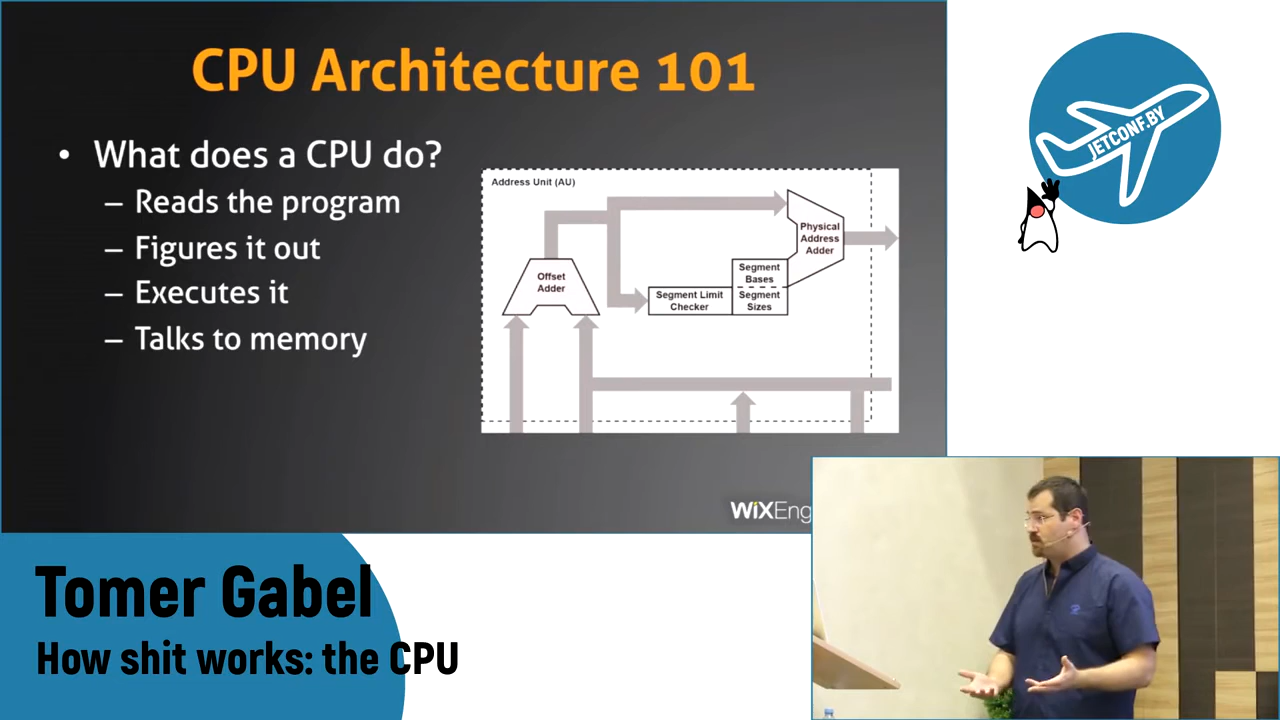 CPU Architecture 101
• What does a CPU do?
– Reads the program
– Figures it out
– Executes it
– Talks to memory
Address Unit (AU)
Offset
Adder
Segment Limit
Checker
Segment
Bases
Segment
Sizes
Physical
Address
Adder
WiXEng
JETCONF.BY
Tomer Gabel
How shit works: the CPU